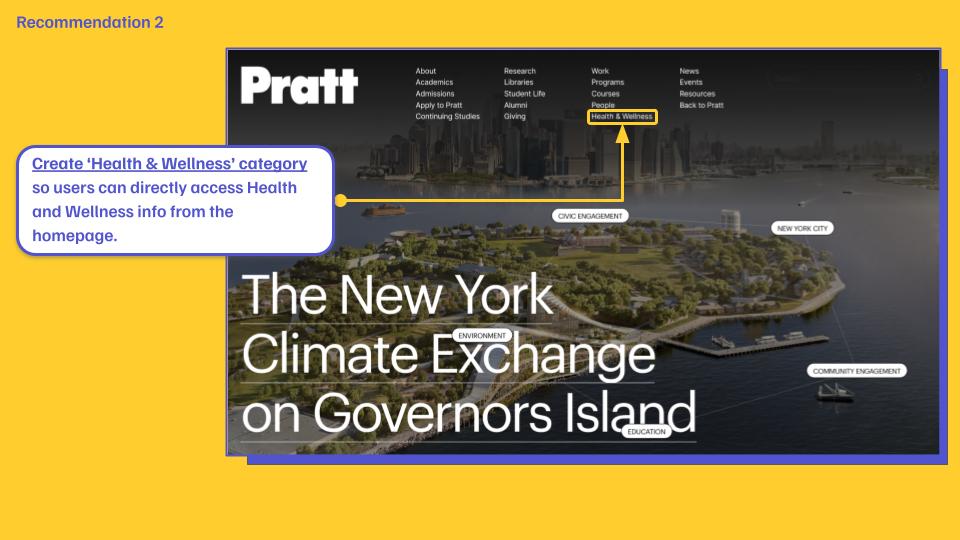 Recommendation 2
Pratt
About
Academics
Admissions
Apply to Pratt
Continuing Studies
Research
Libraries
Student Life
Alumni
Giving
Work
Programs
Courses
People
Health & Wellness
News
Events
Resources
Back to Pratt
Create ‘Health & Wellness’ category
so users can directly access Health
and Wellness info from the
homepage.
CIVIC ENGAGEMENT
NEW YORK CITY
The New York
ENVIRONMENT
Climate Exchange
COMMUNITY ENGAGEMENT
on Governors Island
EDUCATION